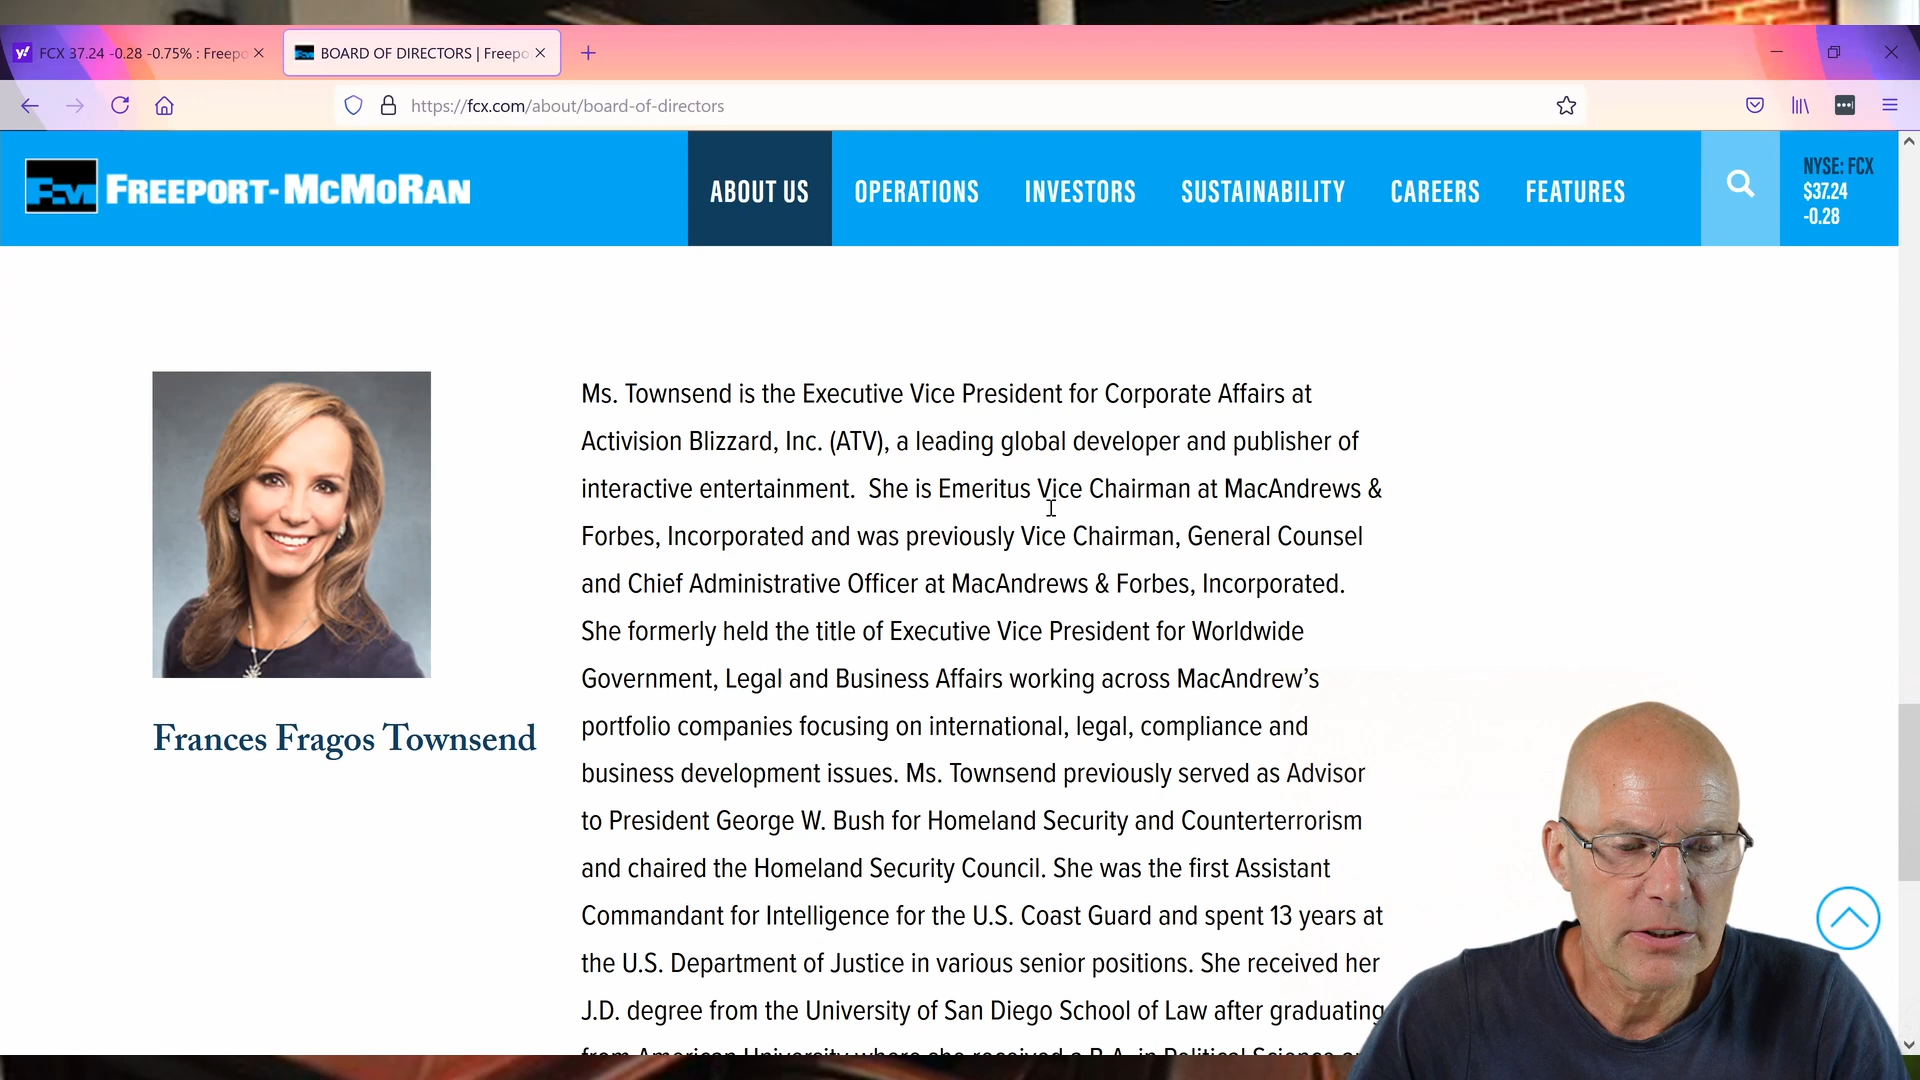 FCX 37.24 -0.28 -0.75% : Freepo
BOARD OF DIRECTORS | Freepo
https://fcx.com/about/board-of-directors
FREEPORT-McMoRAN
ABOUT US
OPERATIONS
INVESTORS
SUSTAINABILITY
CAREERS
FEATURES
NYSE: FCX
$37.24
-0.28
Ms. Townsend is the Executive Vice President for Corporate Affairs at
Activision Blizzard, Inc. (ATV), a leading global developer and publisher of
interactive entertainment.  She is Emeritus Vice Chairman at MacAndrews &
Forbes, Incorporated and was previously Vice Chairman, General Counsel
and Chief Administrative Officer at MacAndrews & Forbes, Incorporated.
She formerly held the title of Executive Vice President for Worldwide
Government, Legal and Business Affairs working across MacAndrew’s
portfolio companies focusing on international, legal, compliance and
business development issues. Ms. Townsend previously served as Advisor
to President George W. Bush for Homeland Security and Counterterrorism
and chaired the Homeland Security Council. She was the first Assistant
Commandant for Intelligence for the U.S. Coast Guard and spent 13 years at
the U.S. Department of Justice in various senior positions. She received her
J.D. degree from the University of San Diego School of Law after graduating
from American University where she received a B.A. in Political Science
Frances Fragos Townsend